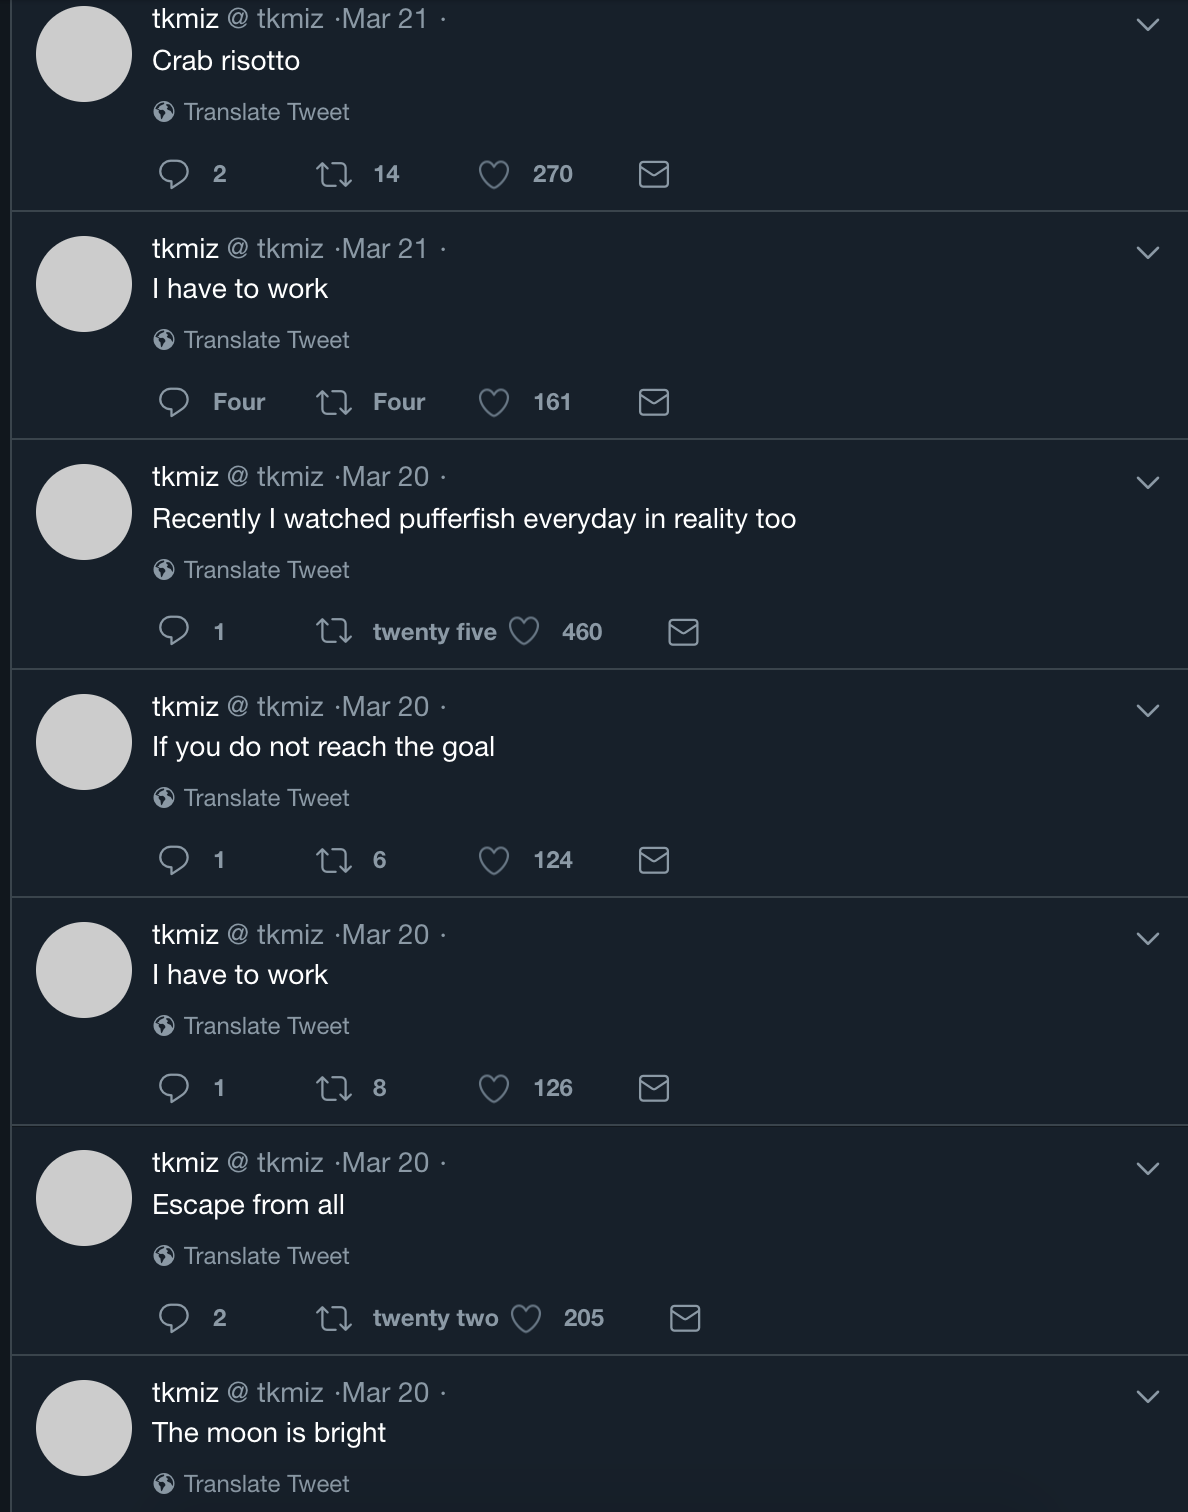 tkmiz @ tkmiz ·Mar 21 ·
Crab risotto
Translate Tweet
2 14 270
tkmiz @ tkmiz ·Mar 21 ·
I have to work
Translate Tweet
Four Four 161
tkmiz @ tkmiz ·Mar 20 ·
Recently I watched pufferfish everyday in reality too
Translate Tweet
1 twenty five 460
tkmiz @ tkmiz ·Mar 20 ·
If you do not reach the goal
Translate Tweet
1 6 124
tkmiz @ tkmiz ·Mar 20 ·
I have to work
Translate Tweet
1 8 126
tkmiz @ tkmiz ·Mar 20 ·
Escape from all
Translate Tweet
2 twenty two 205
tkmiz @ tkmiz ·Mar 20 ·
The moon is bright
Translate Tweet